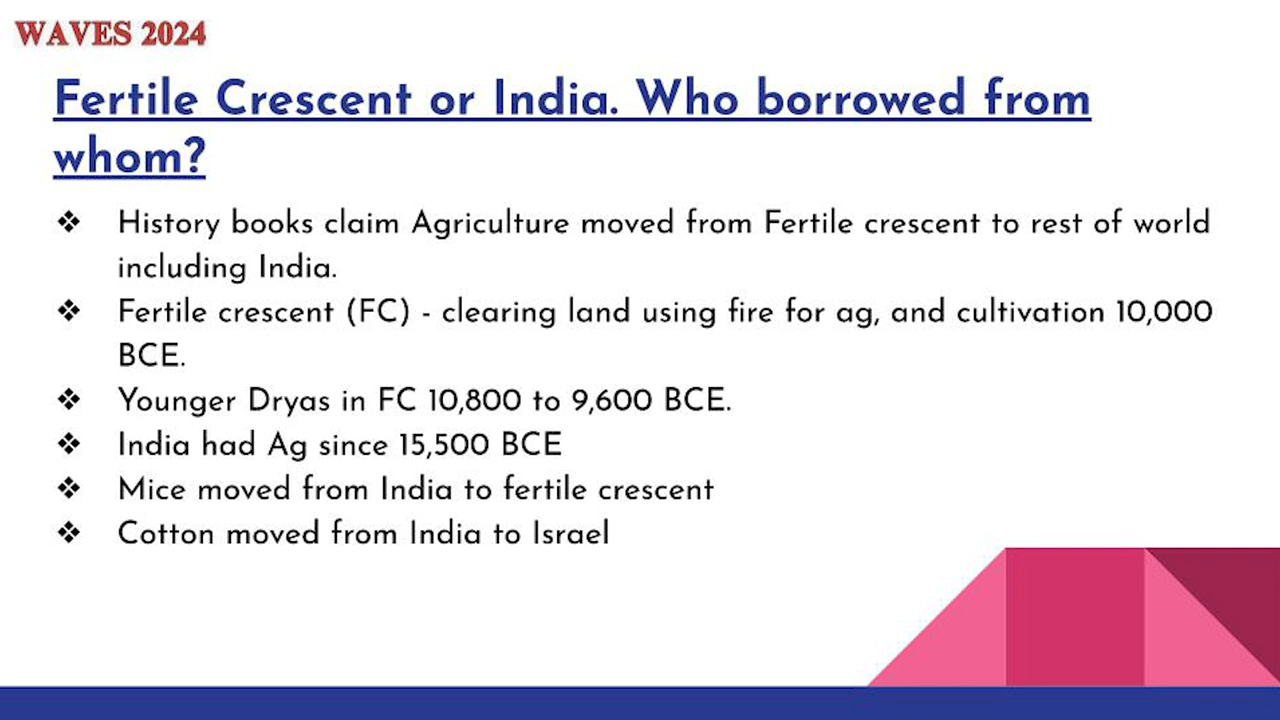 WAVES 2024
Fertile Crescent or India. Who borrowed from
whom?
❖ History books claim Agriculture moved from Fertile crescent to rest of world
including India.
❖ Fertile crescent (FC) - clearing land using fire for ag, and cultivation 10,000
BCE.
❖ Younger Dryas in FC 10,800 to 9,600 BCE.
❖ India had Ag since 15,500 BCE
❖ Mice moved from India to fertile crescent
❖ Cotton moved from India to Israel